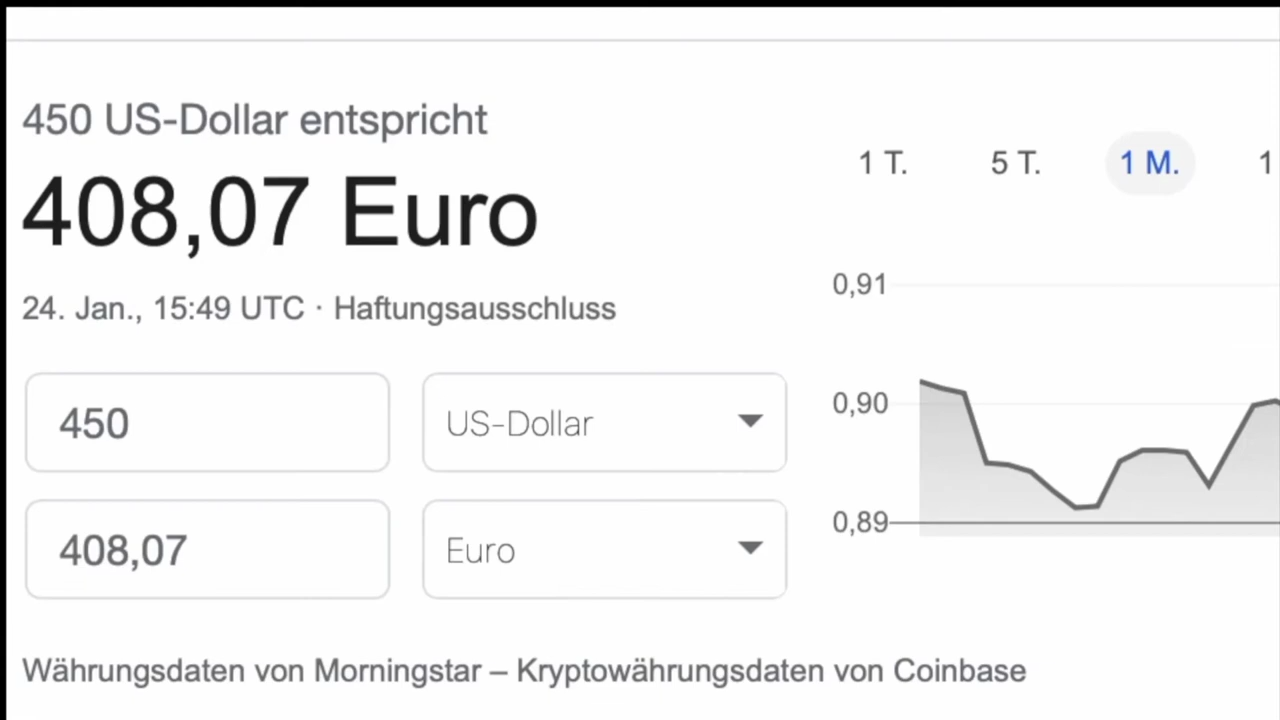 450 US-Dollar entspricht
408,07 Euro
24. Jan., 15:49 UTC · Haftungsausschluss
450
US-Dollar
408,07
Euro
1 T. 5 T. 1 M. 1
0,91
0,90
0,89
Währungsdaten von Morningstar – Kryptowährungsdaten von Coinbase